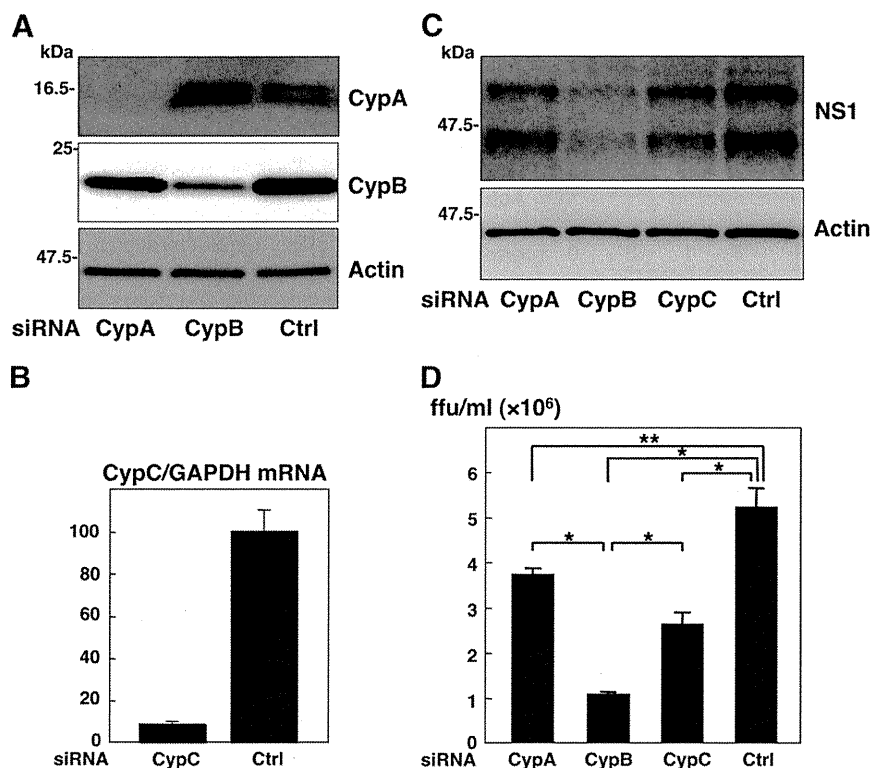 A
kDa
16.5-
CypA
25-
CypB
47.5-
Actin
siRNA CypA CypB Ctrl
C
kDa
47.5-
NS1
47.5-
Actin
siRNA CypA CypB CypC Ctrl
B
CypC/GAPDH mRNA
100
80
60
40
20
0
siRNA CypC Ctrl
D
ffu/ml (×10⁶)
**
*
*
* *
6
5
4
3
2
1
0
siRNA CypA CypB CypC Ctrl